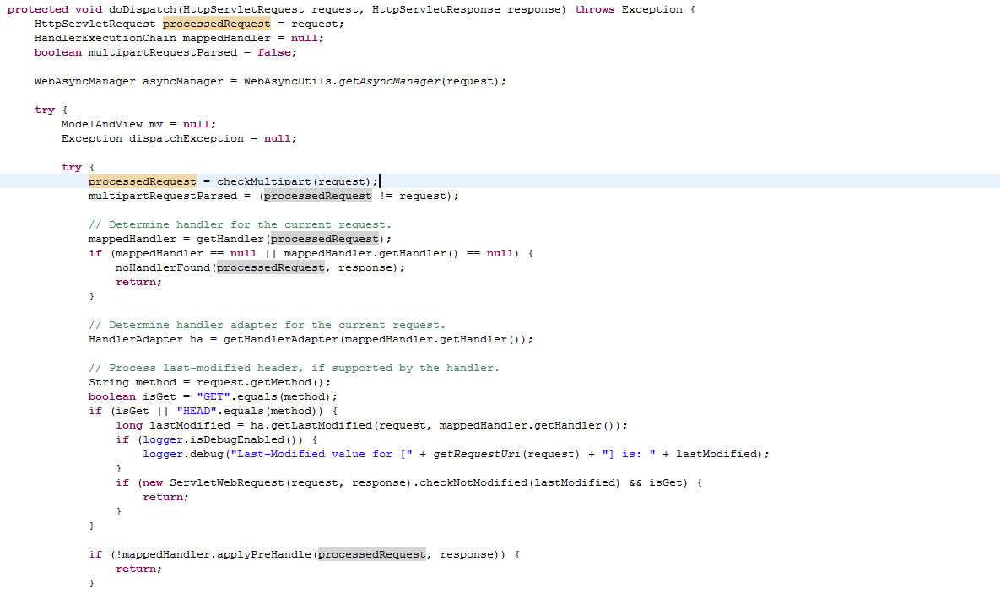 protected void doDispatch(HttpServletRequest request, HttpServletResponse response) throws Exception {
    HttpServletRequest processedRequest = request;
    HandlerExecutionChain mappedHandler = null;
    boolean multipartRequestParsed = false;

    WebAsyncManager asyncManager = WebAsyncUtils.getAsyncManager(request);

    try {
        ModelAndView mv = null;
        Exception dispatchException = null;

        try {
            processedRequest = checkMultipart(request);
            multipartRequestParsed = (processedRequest != request);

            // Determine handler for the current request.
            mappedHandler = getHandler(processedRequest);
            if (mappedHandler == null || mappedHandler.getHandler() == null) {
                noHandlerFound(processedRequest, response);
                return;
            }

            // Determine handler adapter for the current request.
            HandlerAdapter ha = getHandlerAdapter(mappedHandler.getHandler());

            // Process last-modified header, if supported by the handler.
            String method = request.getMethod();
            boolean isGet = "GET".equals(method);
            if (isGet || "HEAD".equals(method)) {
                long lastModified = ha.getLastModified(request, mappedHandler.getHandler());
                if (logger.isDebugEnabled()) {
                    logger.debug("Last-Modified value for [" + getRequestUri(request) + "] is: " + lastModified);
                }
                if (new ServletWebRequest(request, response).checkNotModified(lastModified) && isGet) {
                    return;
                }
            }

            if (!mappedHandler.applyPreHandle(processedRequest, response)) {
                return;
            }